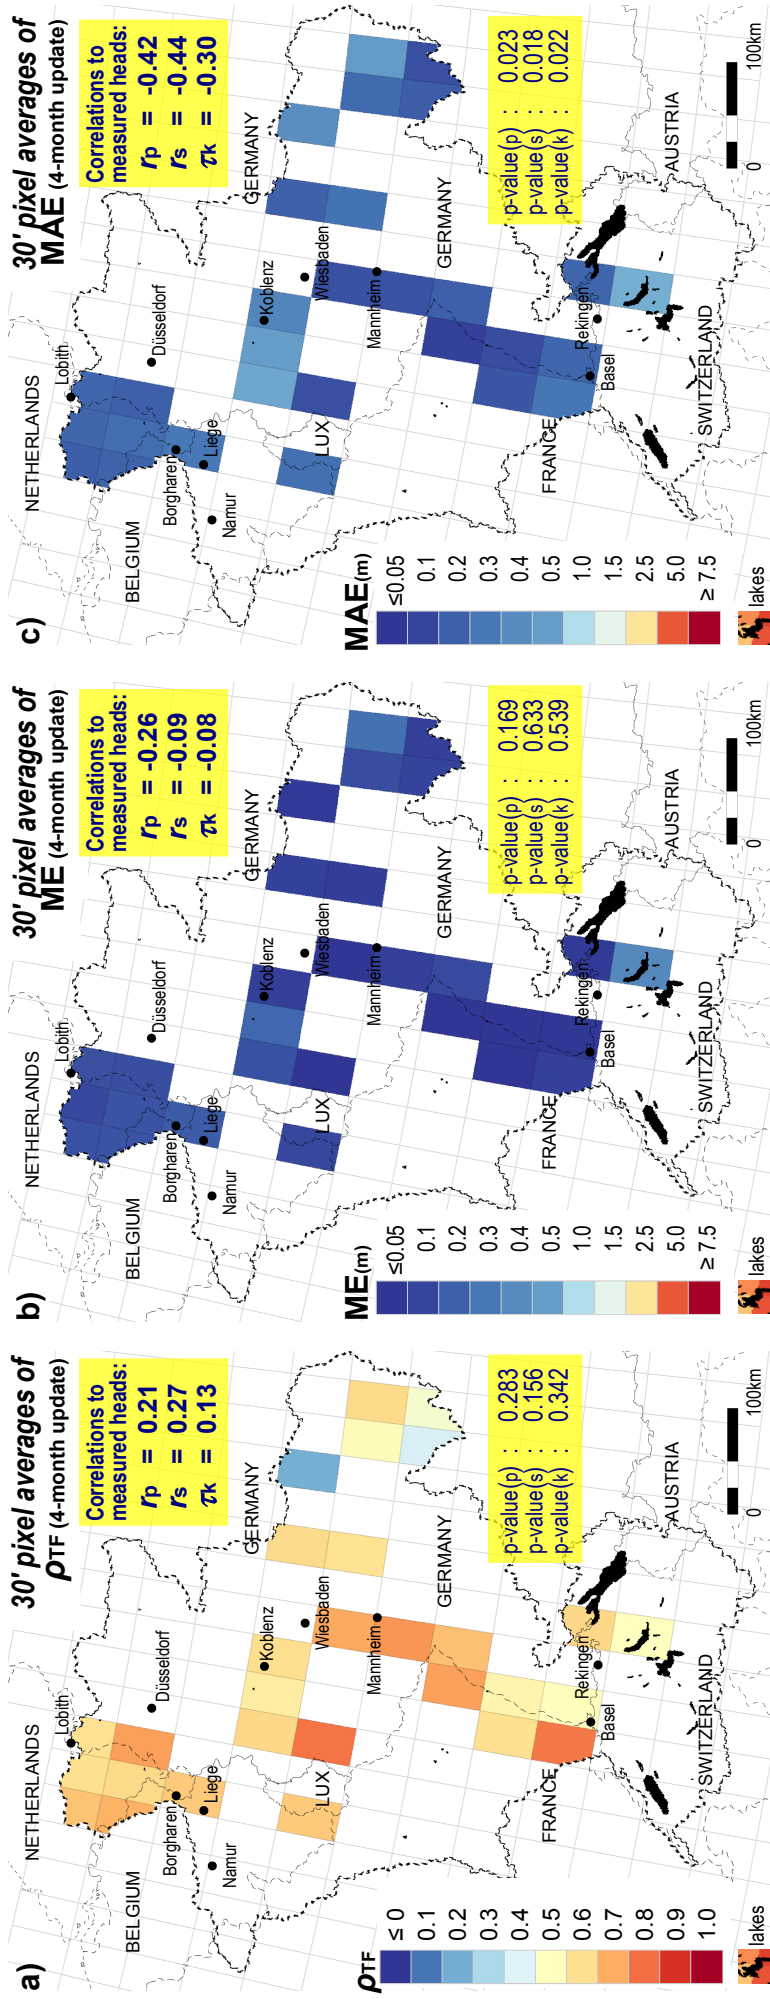 a)
30' pixel averages of
ρTF (4-month update)
Correlations to
measured heads:
rp = 0.21
rs = 0.27
τk = 0.13
NETHERLANDS
Lobith
Düsseldorf
BELGIUM
Borgharen
Liege
Namur
Koblenz
GERMANY
Wiesbaden
LUX
Mannheim
GERMANY
FRANCE
p-value(p) : 0.283
p-value(s) : 0.156
p-value(k) : 0.342
Rekingen
Basel
AUSTRIA
SWITZERLAND
0 100km
ρTF
≤ 0
0.1
0.2
0.3
0.4
0.5
0.6
0.7
0.8
0.9
1.0
lakes
b)
30' pixel averages of
ME (4-month update)
Correlations to
measured heads:
rp = -0.26
rs = -0.09
τk = -0.08
NETHERLANDS
Lobith
Düsseldorf
BELGIUM
Borgharen
Liege
Namur
Koblenz
GERMANY
Wiesbaden
LUX
Mannheim
GERMANY
FRANCE
p-value(p) : 0.169
p-value(s) : 0.633
p-value(k) : 0.539
Rekingen
Basel
AUSTRIA
SWITZERLAND
0 100km
ME(m)
≤0.05
0.1
0.2
0.3
0.4
0.5
1.0
1.5
2.5
5.0
≥ 7.5
lakes
c)
30' pixel averages of
MAE (4-month update)
Correlations to
measured heads:
rp = -0.42
rs = -0.44
τk = -0.30
NETHERLANDS
Lobith
Düsseldorf
BELGIUM
Borgharen
Liege
Namur
Koblenz
GERMANY
Wiesbaden
LUX
Mannheim
GERMANY
FRANCE
p-value(p) : 0.023
p-value(s) : 0.018
p-value(k) : 0.022
Rekingen
Basel
AUSTRIA
SWITZERLAND
0 100km
MAE(m)
≤0.05
0.1
0.2
0.3
0.4
0.5
1.0
1.5
2.5
5.0
≥ 7.5
lakes